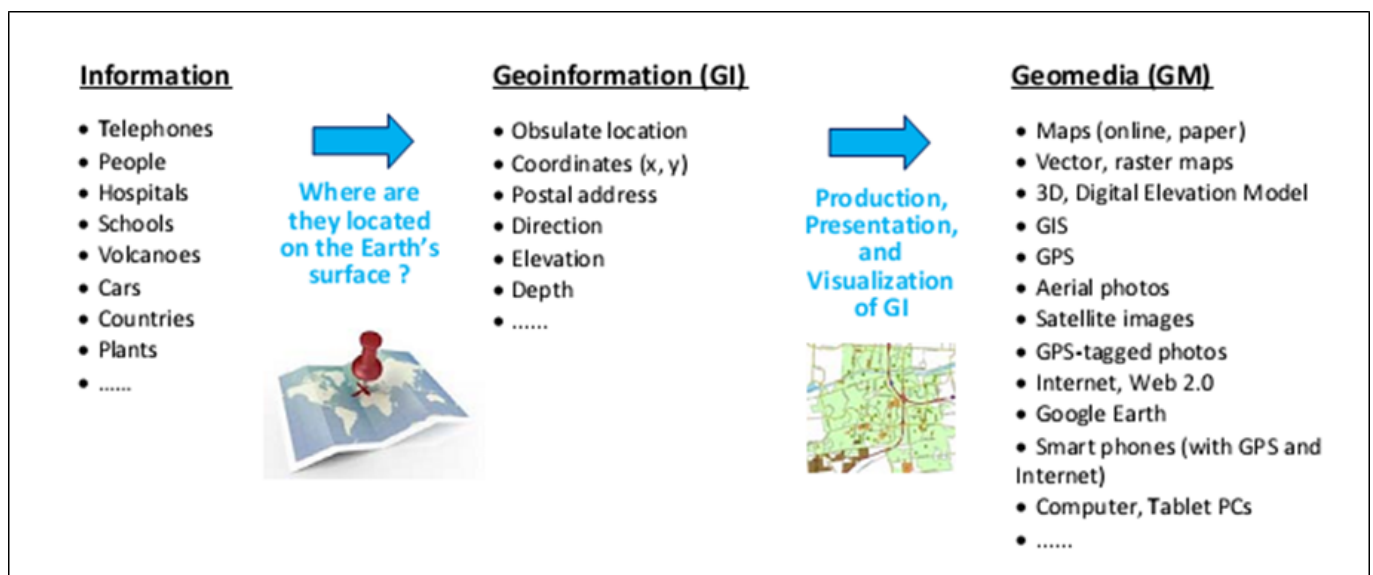 Information
• Telephones
• People
• Hospitals
• Schools
• Volcanoes
• Cars
• Countries
• Plants
• ......
Where are
they located
on the Earth's
surface ?
Geoinformation (GI)
• Obsulate location
• Coordinates (x, y)
• Postal address
• Direction
• Elevation
• Depth
• ......
Production,
Presentation,
and
Visualization
of GI
Geomedia (GM)
• Maps (online, paper)
• Vector, raster maps
• 3D, Digital Elevation Model
• GIS
• GPS
• Aerial photos
• Satellite images
• GPS-tagged photos
• Internet, Web 2.0
• Google Earth
• Smart phones (with GPS and
Internet)
• Computer, Tablet PCs
• ......